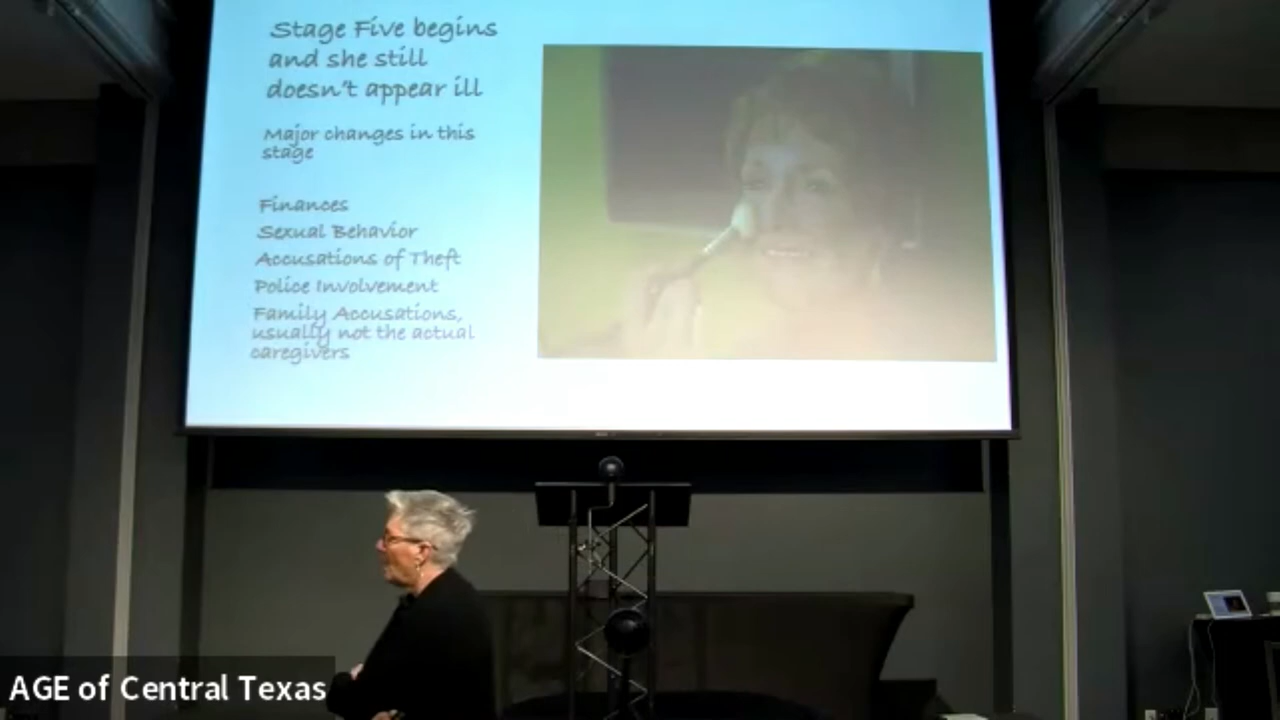 Stage Five begins
and she still
doesn't appear ill
Major changes in this
stage
Finances
Sexual Behavior
Accusations of Theft
Police Involvement
Family Accusations,
usually not the actual
caregivers
AGE of Central Texas